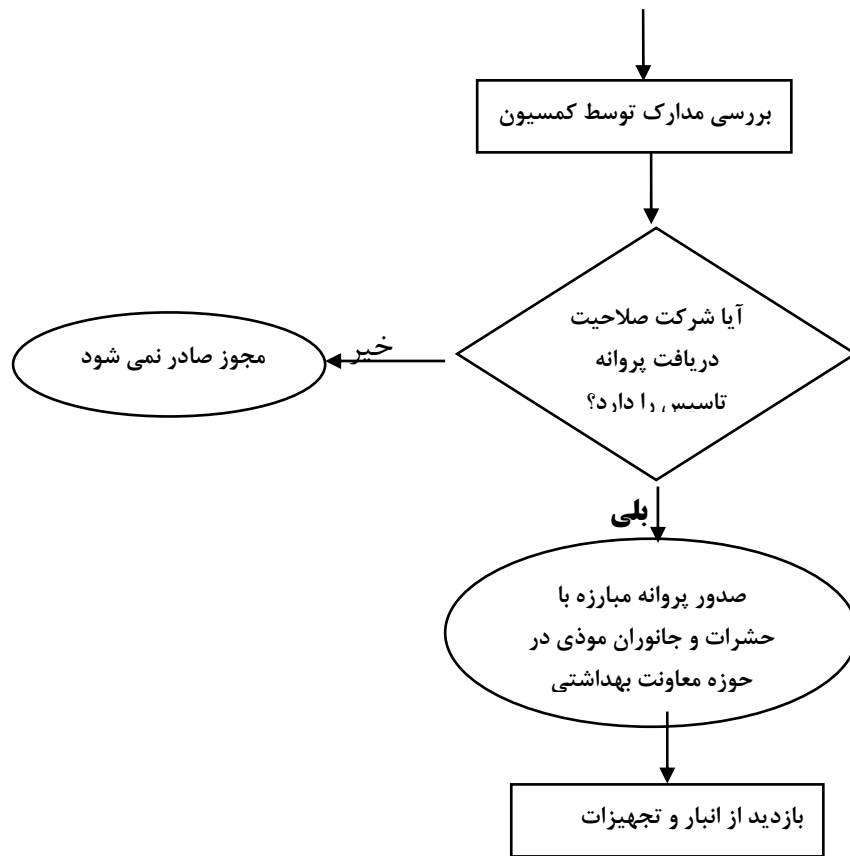 بررسی مدارک توسط کمسیون
آیا شرکت صلاحیت
دریافت پروانه
تاسیس را دارد؟
خیر
مجوز صادر نمی شود
بلی
صدور پروانه مبارزه با
حشرات و جانوران موذی در
حوزه معاونت بهداشتی
بازدید از انبار و تجهیزات